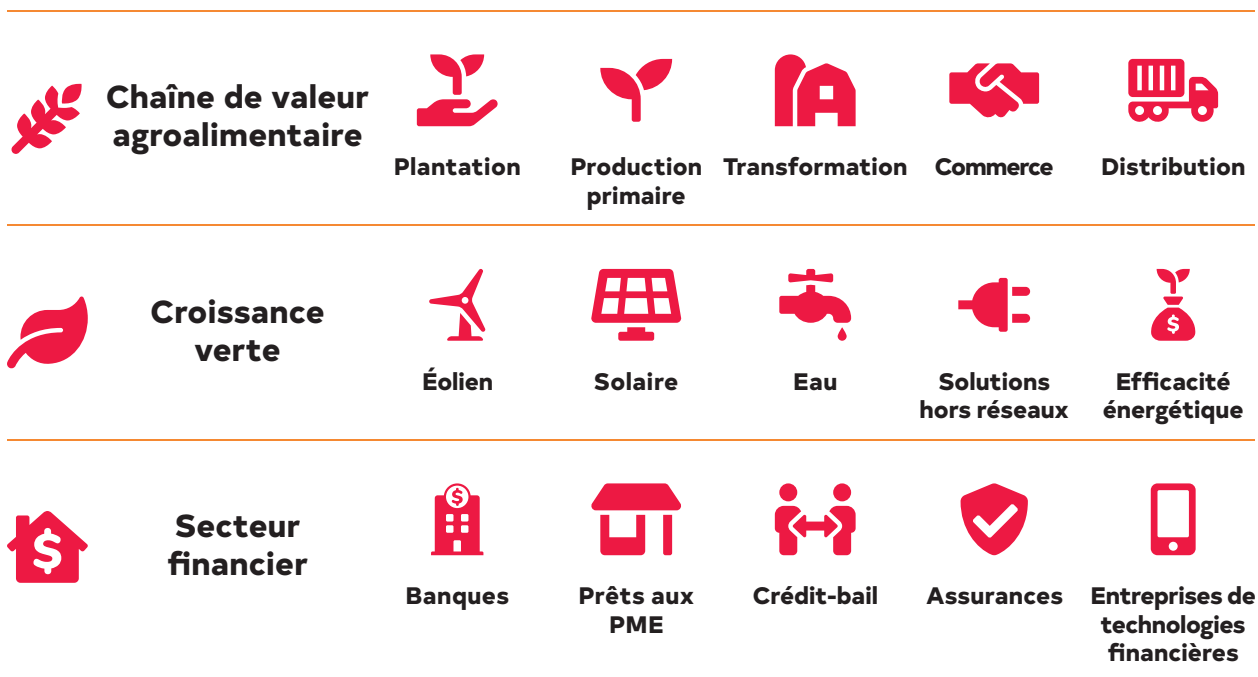 Chaîne de valeur
agroalimentaire
Plantation
Production
primaire
Transformation
Commerce
Distribution
Croissance
verte
Éolien
Solaire
Eau
Solutions
hors réseaux
$
Efficacité
énergétique
$
Secteur
financier
$
Banques
Prêts aux
PME
Crédit-bail
Assurances
Entreprises de
technologies
financières